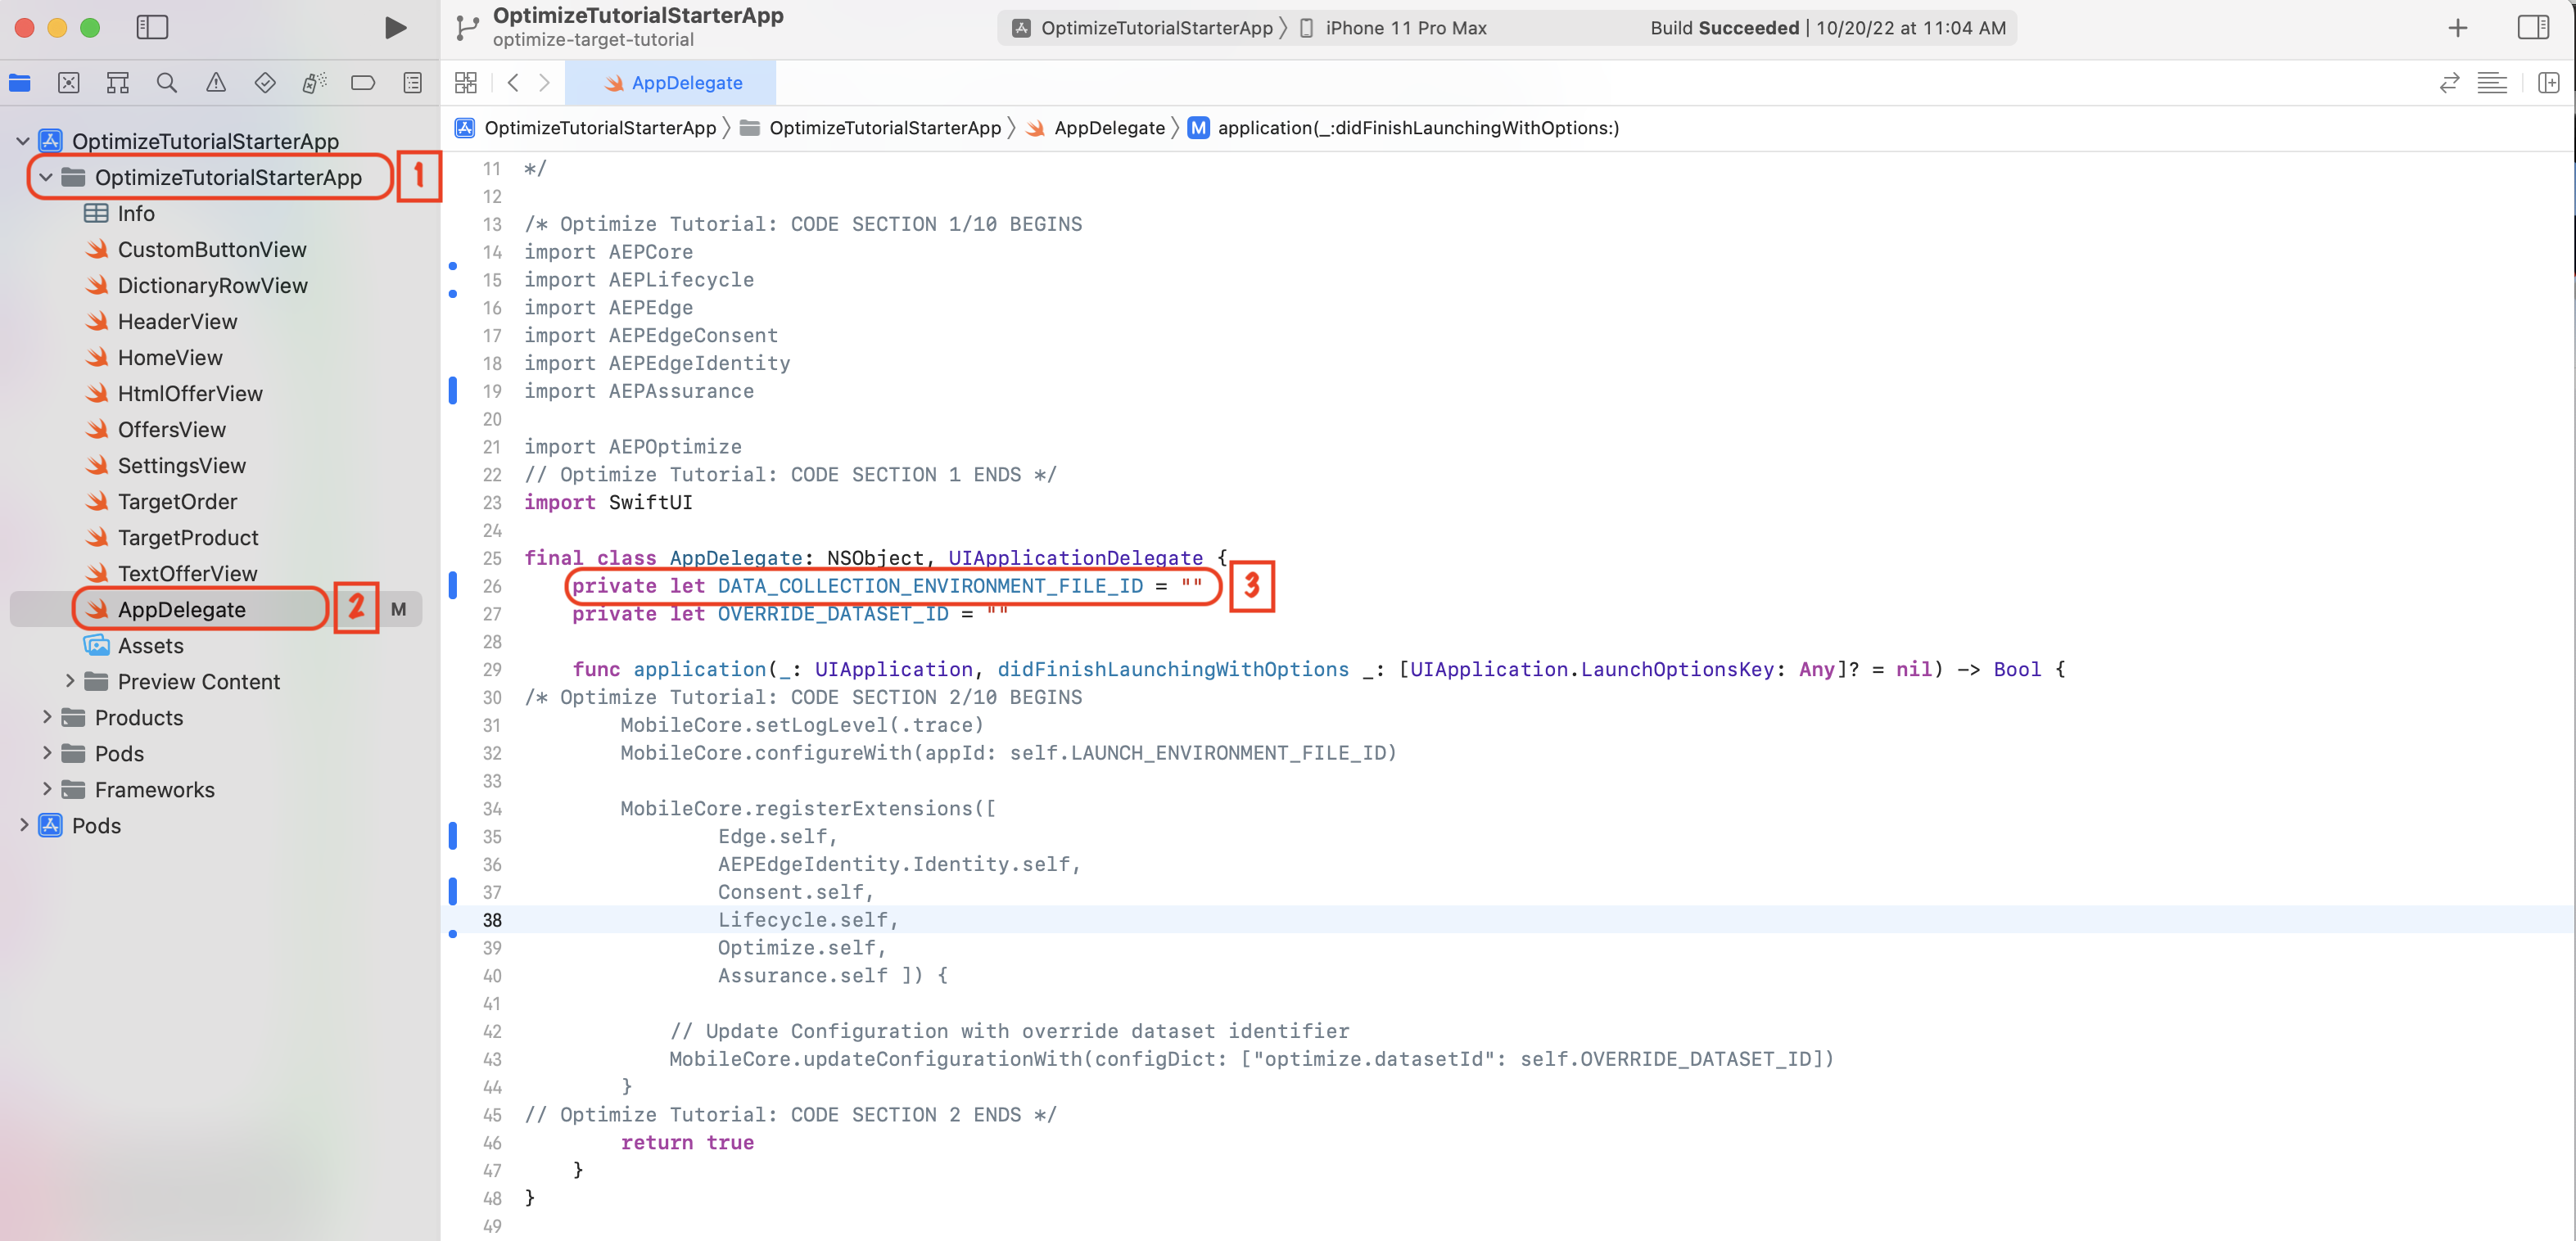 OptimizeTutorialStarterApp
optimize-target-tutorial
OptimizeTutorialStarterApp 〉 iPhone 11 Pro Max
Build Succeeded | 10/20/22 at 11:04 AM
AppDelegate
OptimizeTutorialStarterApp 〉 OptimizeTutorialStarterApp 〉 AppDelegate 〉 M application(_:didFinishLaunchingWithOptions:)
OptimizeTutorialStarterApp
OptimizeTutorialStarterApp 1
Info
CustomButtonView
DictionaryRowView
HeaderView
HomeView
HtmlOfferView
OffersView
SettingsView
TargetOrder
TargetProduct
TextOfferView
AppDelegate 2 M
Assets
Preview Content
Products
Pods
Frameworks
Pods
11 */
12
13 /* Optimize Tutorial: CODE SECTION 1/10 BEGINS
14 import AEPCore
15 import AEPLifecycle
16 import AEPEdge
17 import AEPEdgeConsent
18 import AEPEdgeIdentity
19 import AEPAssurance
20
21 import AEPOptimize
22 // Optimize Tutorial: CODE SECTION 1 ENDS */
23 import SwiftUI
24
25 final class AppDelegate: NSObject, UIApplicationDelegate {
26 private let DATA_COLLECTION_ENVIRONMENT_FILE_ID = "" 3
27 private let OVERRIDE_DATASET_ID = ""
28
29 func application(_: UIApplication, didFinishLaunchingWithOptions _: [UIApplication.LaunchOptionsKey: Any]? = nil) -> Bool {
30 /* Optimize Tutorial: CODE SECTION 2/10 BEGINS
31 MobileCore.setLogLevel(.trace)
32 MobileCore.configureWith(appId: self.LAUNCH_ENVIRONMENT_FILE_ID)
33
34 MobileCore.registerExtensions([
35 Edge.self,
36 AEPEdgeIdentity.Identity.self,
37 Consent.self,
38 Lifecycle.self,
39 Optimize.self,
40 Assurance.self ]) {
41
42 // Update Configuration with override dataset identifier
43 MobileCore.updateConfigurationWith(configDict: ["optimize.datasetId": self.OVERRIDE_DATASET_ID])
44 }
45 // Optimize Tutorial: CODE SECTION 2 ENDS */
46 return true
47 }
48 }
49